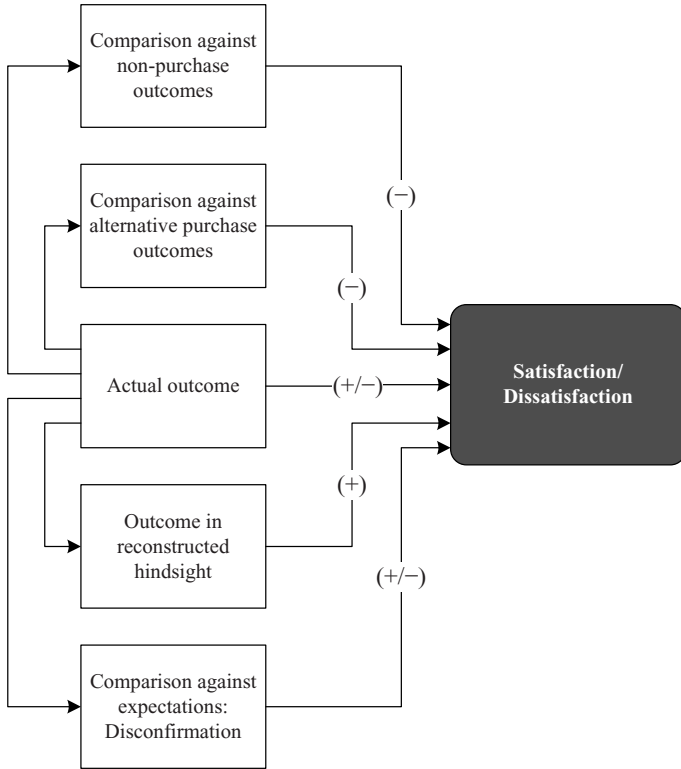 Comparison against
non-purchase
outcomes
(−)
Comparison against
alternative purchase
outcomes
(−)
Actual outcome
(+/−)
Satisfaction/
Dissatisfaction
(+)
Outcome in
reconstructed
hindsight
(+/−)
Comparison against
expectations:
Disconfirmation